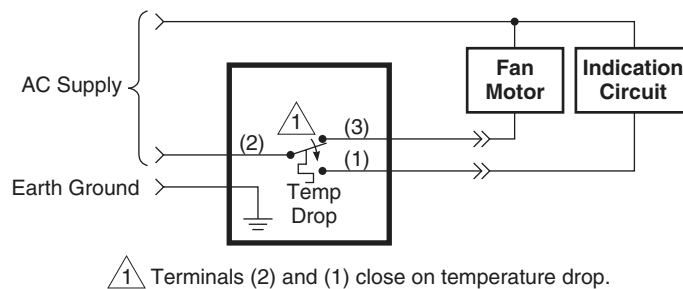 AC Supply
Fan
Motor
Indication
Circuit
1
(3)
(2)
(1)
Earth Ground
Temp
Drop
1 Terminals (2) and (1) close on temperature drop.